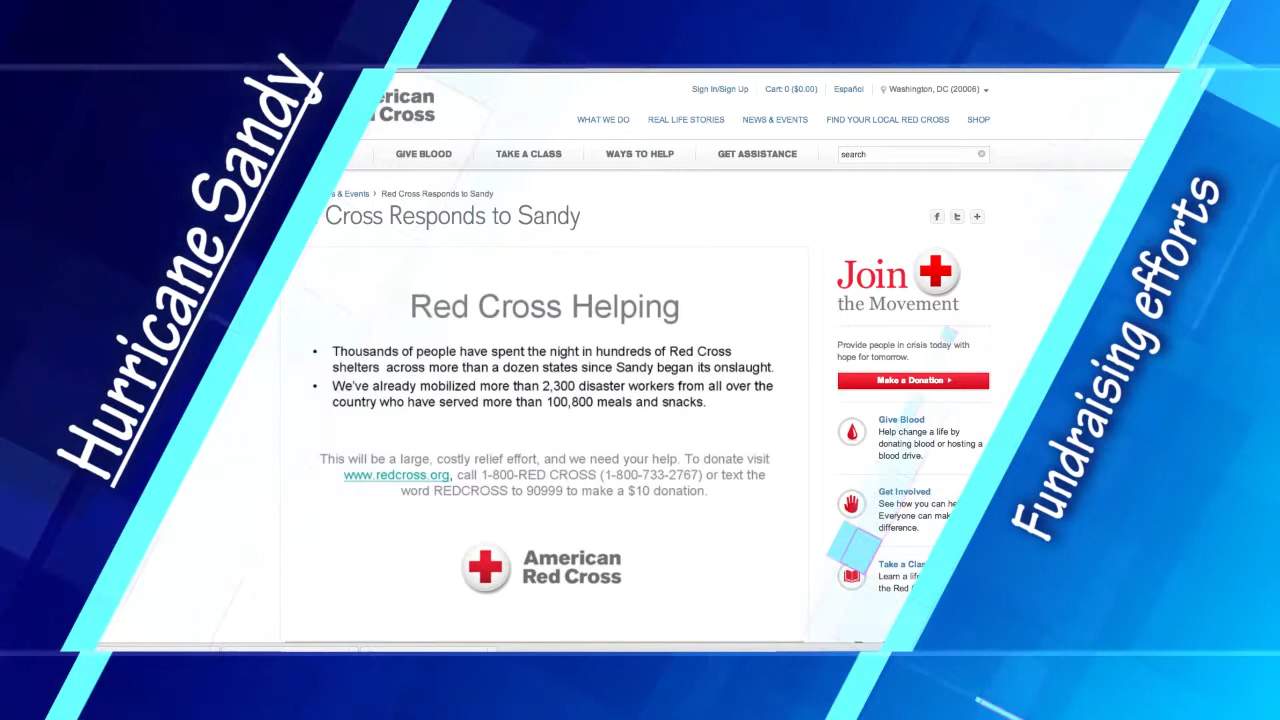 Hurricane Sandy
American
Red Cross
Sign In/Sign Up
Cart: 0 ($0.00)
Español
Washington, DC (20006)
WHAT WE DO
REAL LIFE STORIES
NEWS & EVENTS
FIND YOUR LOCAL RED CROSS
SHOP
GIVE BLOOD
TAKE A CLASS
WAYS TO HELP
GET ASSISTANCE
search
& Events › Red Cross Responds to Sandy
Cross Responds to Sandy
Red Cross Helping
• Thousands of people have spent the night in hundreds of Red Cross
shelters across more than a dozen states since Sandy began its onslaught.
• We've already mobilized more than 2,300 disaster workers from all over the
country who have served more than 100,800 meals and snacks.
This will be a large, costly relief effort, and we need your help. To donate visit
www.redcross.org, call 1-800-RED CROSS (1-800-733-2767) or text the
word REDCROSS to 90999 to make a $10 donation.
American
Red Cross
Join
the Movement
Provide people in crisis today with
hope for tomorrow.
Make a Donation
Give Blood
Help change a life by
donating blood or hosting a
blood drive.
Get Involved
See how you can
Everyone can
difference.
Take a
Learn a
the Red
Fundraising efforts